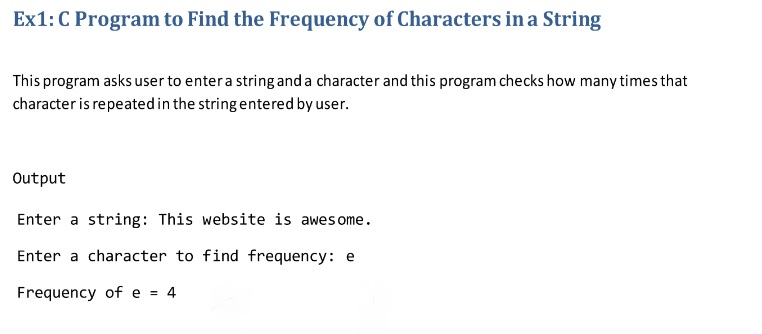 Ex1: C Program to Find the Frequency of Characters in a String
This program asks user to enter a string and a character and this program checks how many times that
character is repeated in the string entered by user.
Output
Enter a string: This website is awesome.
Enter a character to find frequency: e
Frequency of e = 4